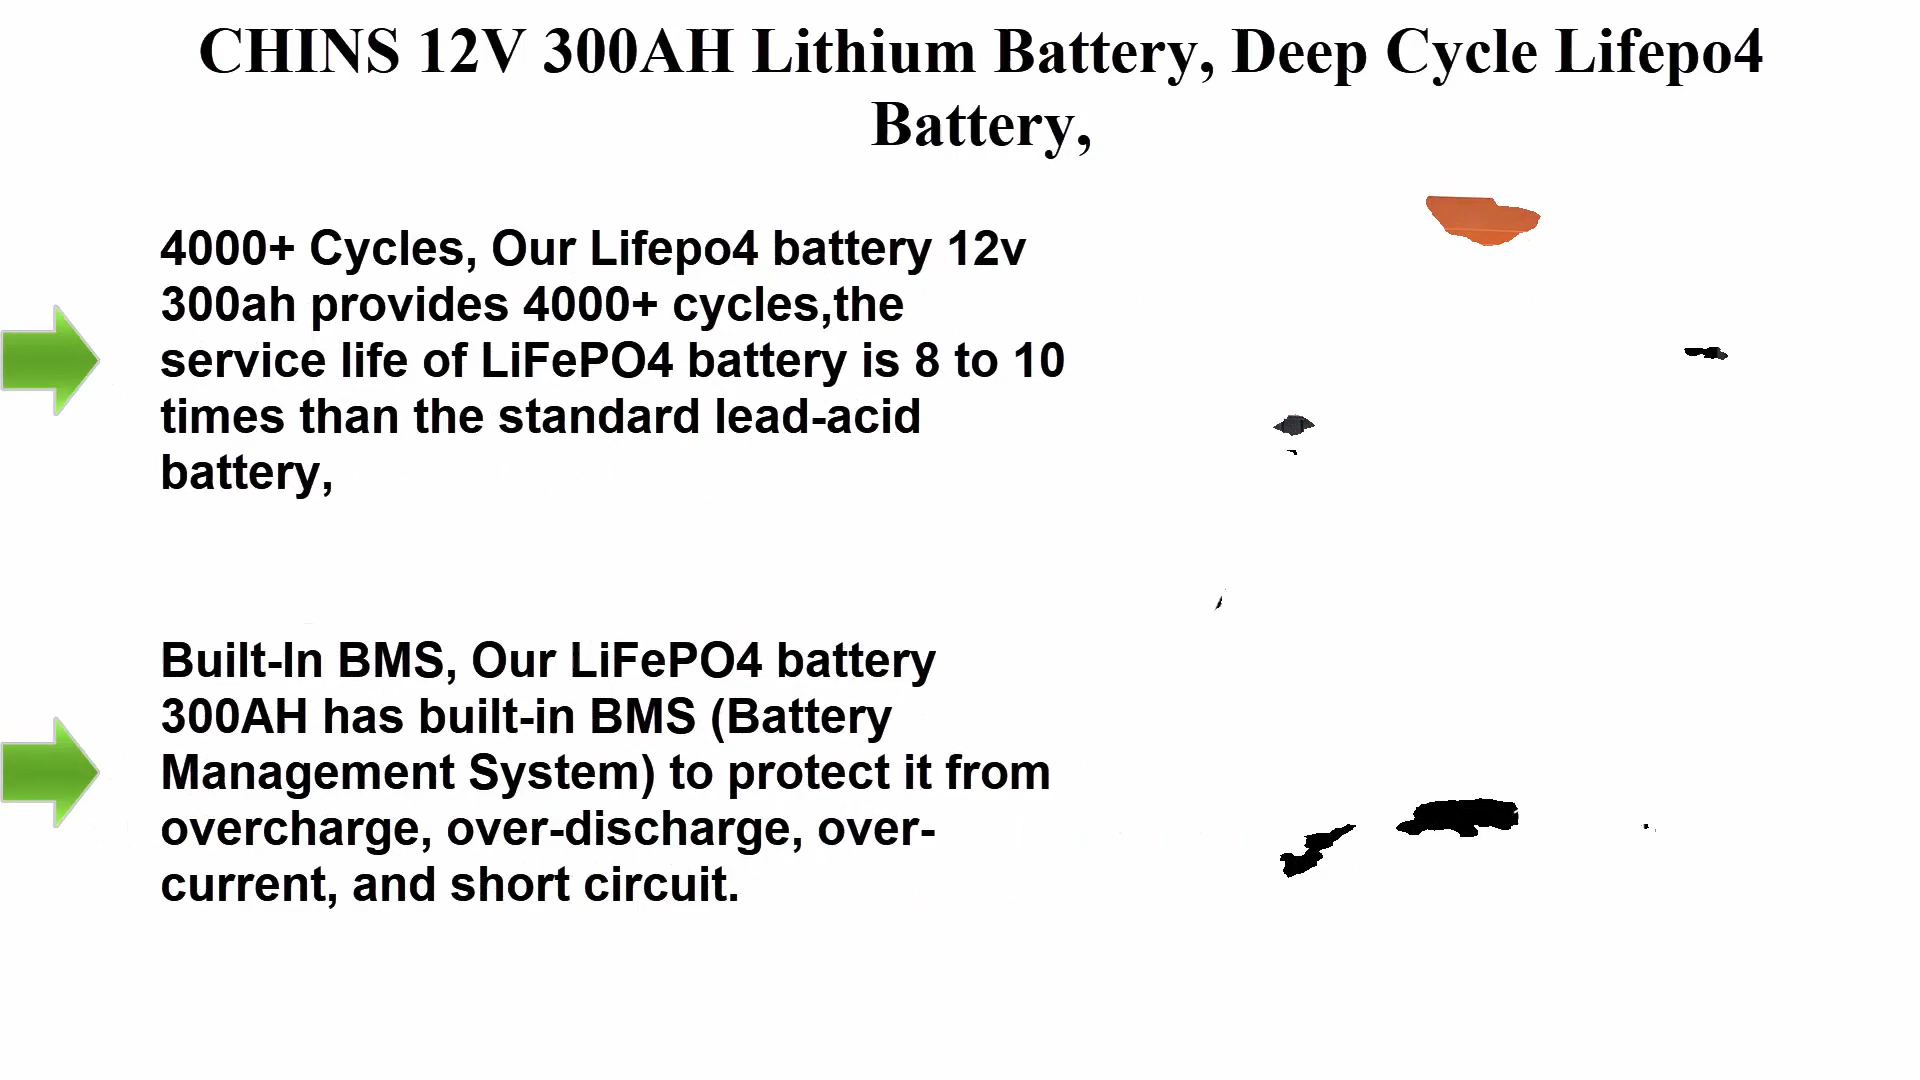 CHINS 12V 300AH Lithium Battery, Deep Cycle Lifepo4
Battery,
4000+ Cycles, Our Lifepo4 battery 12v
300ah provides 4000+ cycles,the
service life of LiFePO4 battery is 8 to 10
times than the standard lead-acid
battery,
Built-In BMS, Our LiFePO4 battery
300AH has built-in BMS (Battery
Management System) to protect it from
overcharge, over-discharge, over-
current, and short circuit.